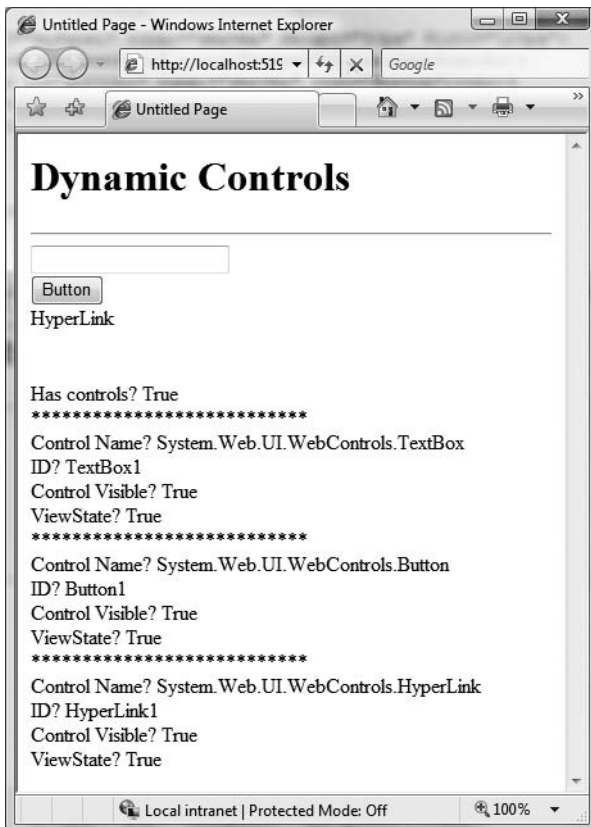 Untitled Page - Windows Internet Explorer
http://localhost:519
Google
Untitled Page
Dynamic Controls
Button
HyperLink
Has controls? True
***************************
Control Name? System.Web.UI.WebControls.TextBox
ID? TextBox1
Control Visible? True
ViewState? True
***************************
Control Name? System.Web.UI.WebControls.Button
ID? Button1
Control Visible? True
ViewState? True
***************************
Control Name? System.Web.UI.WebControls.HyperLink
ID? HyperLink1
Control Visible? True
ViewState? True
Local intranet | Protected Mode: Off 100%